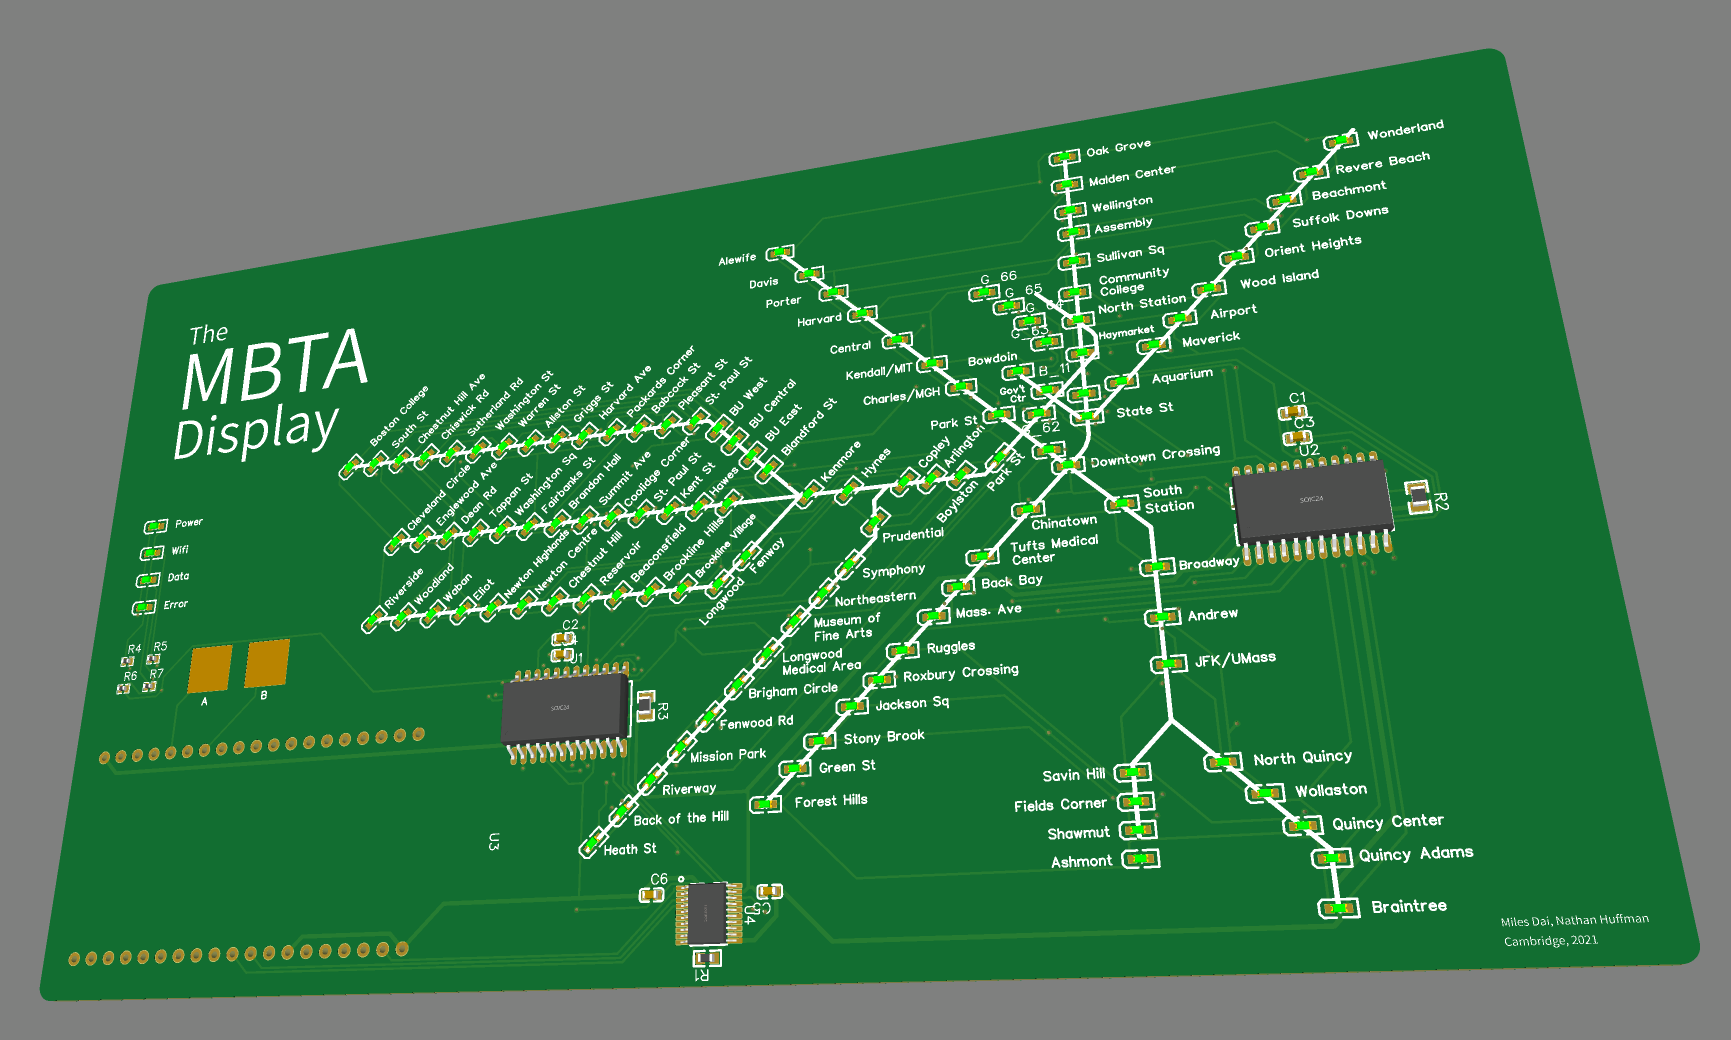 The
MBTA
Display
Power
Wifi
Data
Error
R4
R5
R6
R7
A
B
Boston College
South St
Chestnut Hill Ave
Chiswick Rd
Sutherland Rd
Washington St
Warren St
Allston St
Griggs St
Harvard Ave
Packards Corner
Babcock St
Pleasant St
St. Paul St
BU West
BU Central
BU East
Blandford St
Cleveland Circle
Englewood Ave
Dean Rd
Tappan St
Washington Sq
Fairbanks St
Brandon Hall
Summit Ave
Coolidge Corner
St. Paul St
Kent St
Hawes
Kenmore
Hynes
Copley
Arlington
Boylston
Park St
Riverside
Woodland
Waban
Eliot
Newton Highlands
Newton Centre
Chestnut Hill
Reservoir
Beaconsfield
Brookline Hills
Brookline Village
Longwood
Fenway
Prudential
Symphony
Northeastern
Museum of
Fine Arts
Longwood
Medical Area
Brigham Circle
Fenwood Rd
Mission Park
Riverway
Back of the Hill
Heath St
Alewife
Davis
Porter
Harvard
Central
Kendall/MIT
Charles/MGH
Park St
Downtown Crossing
South
Station
Broadway
Andrew
JFK/UMass
Savin Hill
Fields Corner
Shawmut
Ashmont
North Quincy
Wollaston
Quincy Center
Quincy Adams
Braintree
Oak Grove
Malden Center
Wellington
Assembly
Sullivan Sq
Community
College
North Station
Haymarket
State St
Chinatown
Tufts Medical
Center
Back Bay
Mass. Ave
Ruggles
Roxbury Crossing
Jackson Sq
Stony Brook
Green St
Forest Hills
Wonderland
Revere Beach
Beachmont
Suffolk Downs
Orient Heights
Wood Island
Airport
Maverick
Aquarium
Bowdoin
Gov't
Ctr
G_66
G_65
G_64
G_63
B_11
62
C1
C3
U2
SOIC24
R2
C2
U1
SOIC24
R3
U3
C6
C5
U4
R1
Miles Dai, Nathan Huffman
Cambridge, 2021